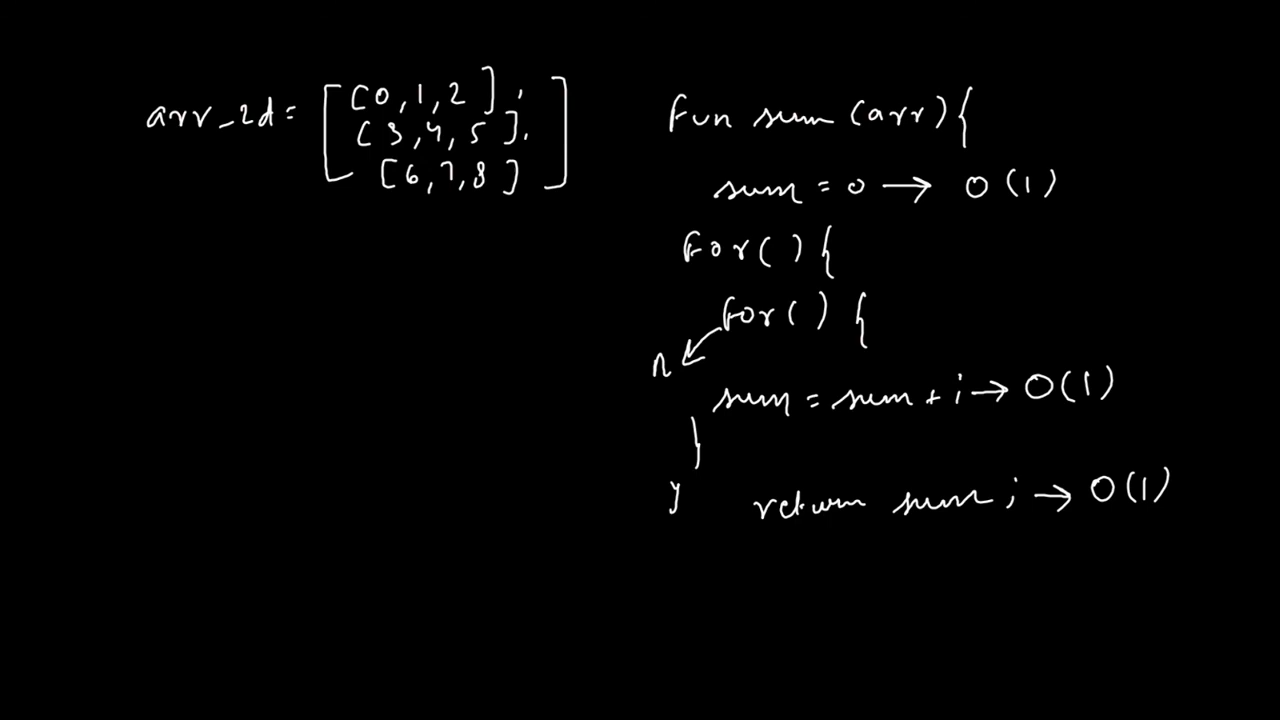 arr_2d = [[0, 1, 2],
[3, 4, 5],
[6, 7, 8]]
fun sum (arr) {
sum = 0 → O(1)
for( ) {
for( ) {
n
sum = sum + i → O(1)
}
y
return sum ; → O(1)